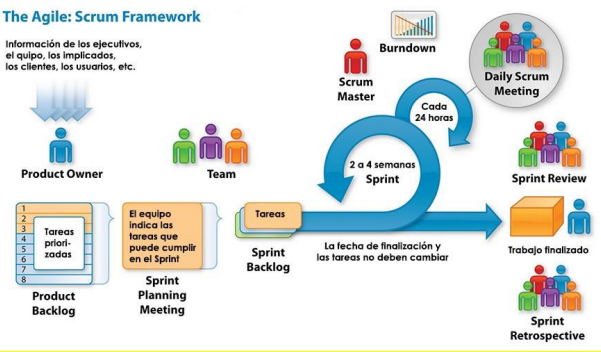 The Agile: Scrum Framework
Información de los ejecutivos,
el quipo, los implicados,
los clientes, los usuarios, etc.
Burndown
Scrum
Master
Daily Scrum
Meeting
Cada
24 horas
Product Owner
Team
2 a 4 semanas
Sprint
Sprint Review
1
2
3
4
5
6
7
8
Tareas
priori-
zadas
El equipo
indica las
tareas que
puede cumplir
en el Sprint
Tareas
Sprint
Backlog
La fecha de finalización y
las tareas no deben cambiar
Trabajo finalizado
Product
Backlog
Sprint
Planning
Meeting
Sprint
Retrospective